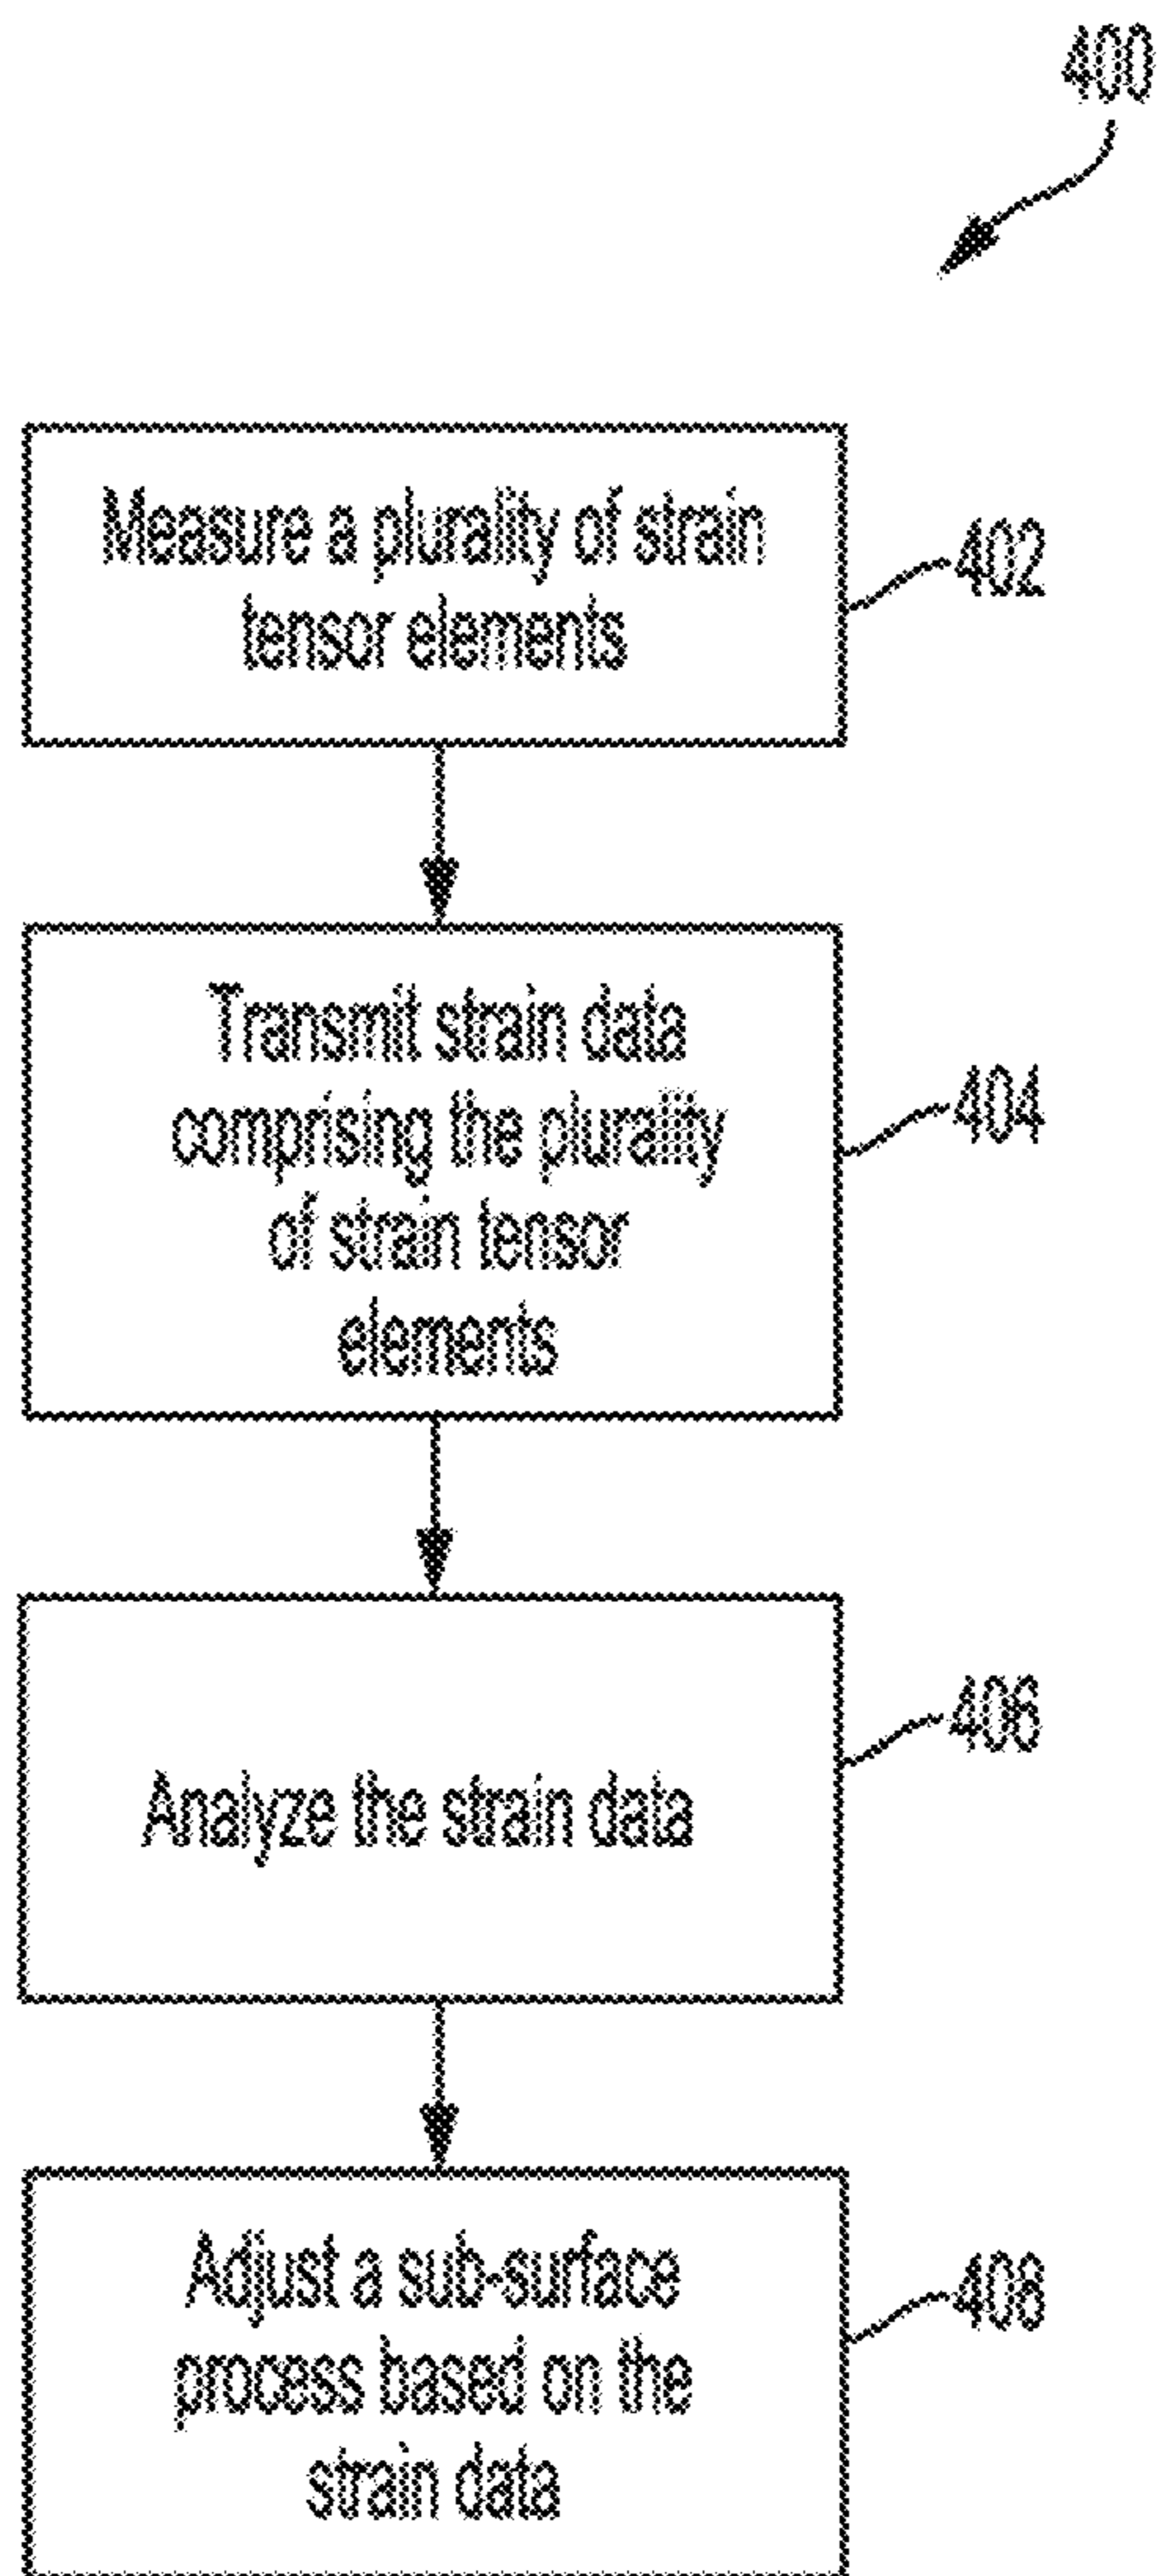 400
Measure a plurality of strain
tensor elements
402
Transmit strain data
comprising the plurality
of strain tensor
elements
404
Analyze the strain data
406
Adjust a sub-surface
process based on the
strain data
408